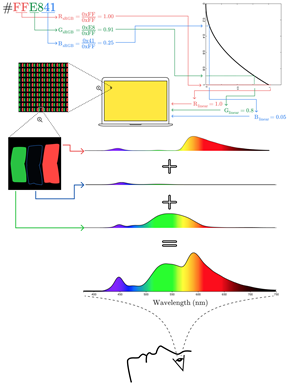 #FFE841
R_sRGB = 0xFF/0xFF = 1.00
G_sRGB = 0xE8/0xFF = 0.91
B_sRGB = 0x41/0xFF = 0.25
R_linear = 1.0
G_linear = 0.8
B_linear = 0.05
Wavelength (nm)